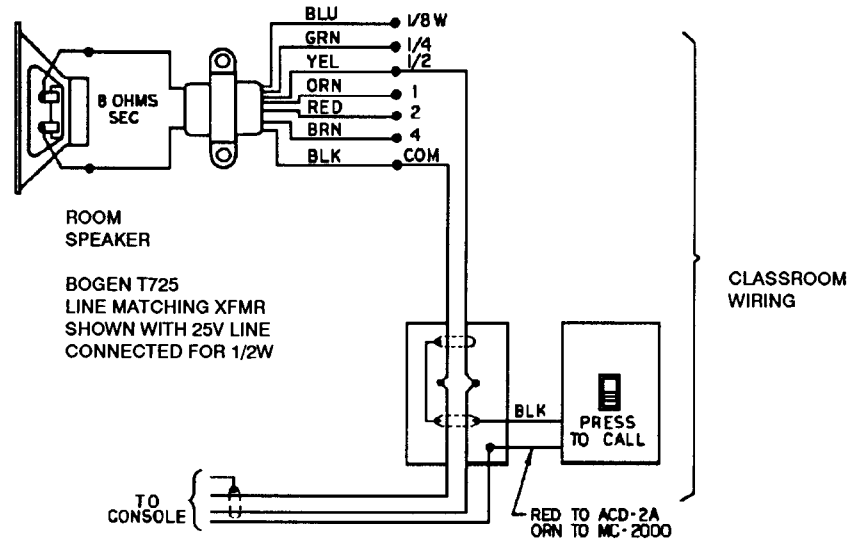 BLU
1/8 W
GRN
1/4
YEL
1/2
ORN
1
RED
2
BRN
4
BLK
COM
8 OHMS
SEC
ROOM
SPEAKER
BOGEN T725
LINE MATCHING XFMR
SHOWN WITH 25V LINE
CONNECTED FOR 1/2W
CLASSROOM
WIRING
BLK
PRESS
TO CALL
TO
CONSOLE
RED TO ACD-2A
ORN TO MC-2000